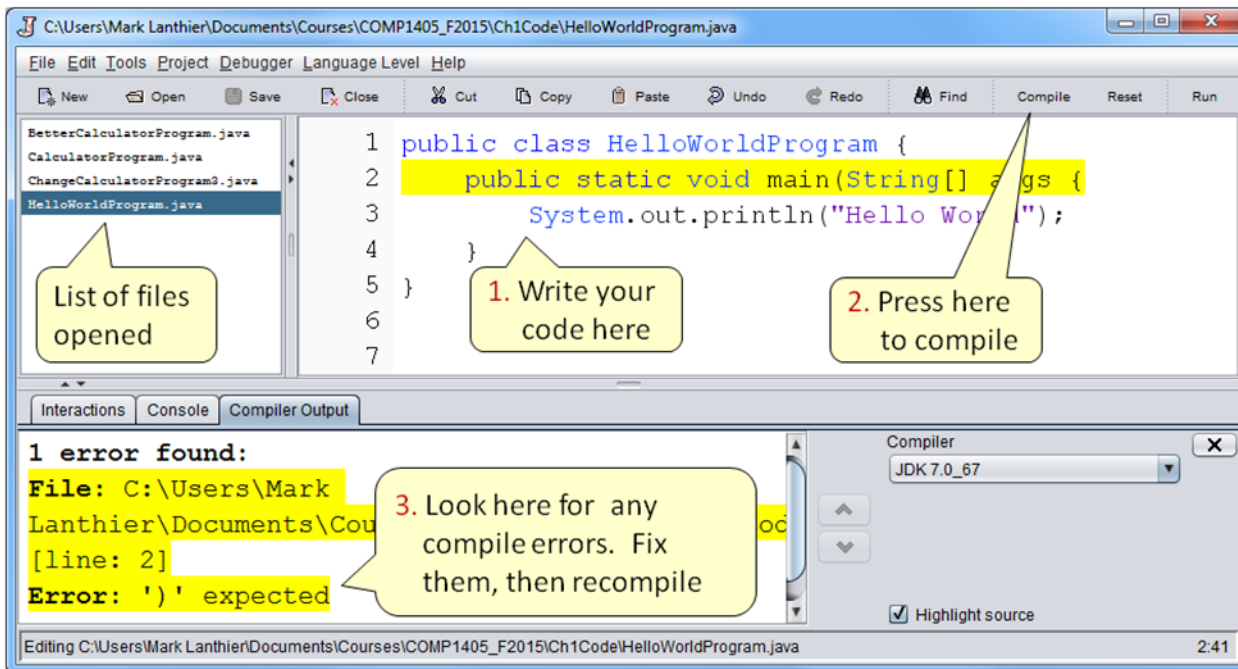 C:\Users\Mark Lanthier\Documents\Courses\COMP1405_F2015\Ch1Code\HelloWorldProgram.java
File Edit Tools Project Debugger Language Level Help
New Open Save Close Cut Copy Paste Undo Redo Find Compile Reset Run
BetterCalculatorProgram.java
CalculatorProgram.java
ChangeCalculatorProgram3.java
HelloWorldProgram.java
List of files
opened
1 public class HelloWorldProgram {
2 public static void main(String[] args {
3 System.out.println("Hello World");
4 }
5 }
6
7
1. Write your
code here
2. Press here
to compile
Interactions Console Compiler Output
1 error found:
File: C:\Users\Mark
Lanthier\Documents\Cou
[line: 2]
Error: ')' expected
3. Look here for any
compile errors. Fix
them, then recompile
Compiler
JDK 7.0_67
Highlight source
Editing C:\Users\Mark Lanthier\Documents\Courses\COMP1405_F2015\Ch1Code\HelloWorldProgram.java 2:41